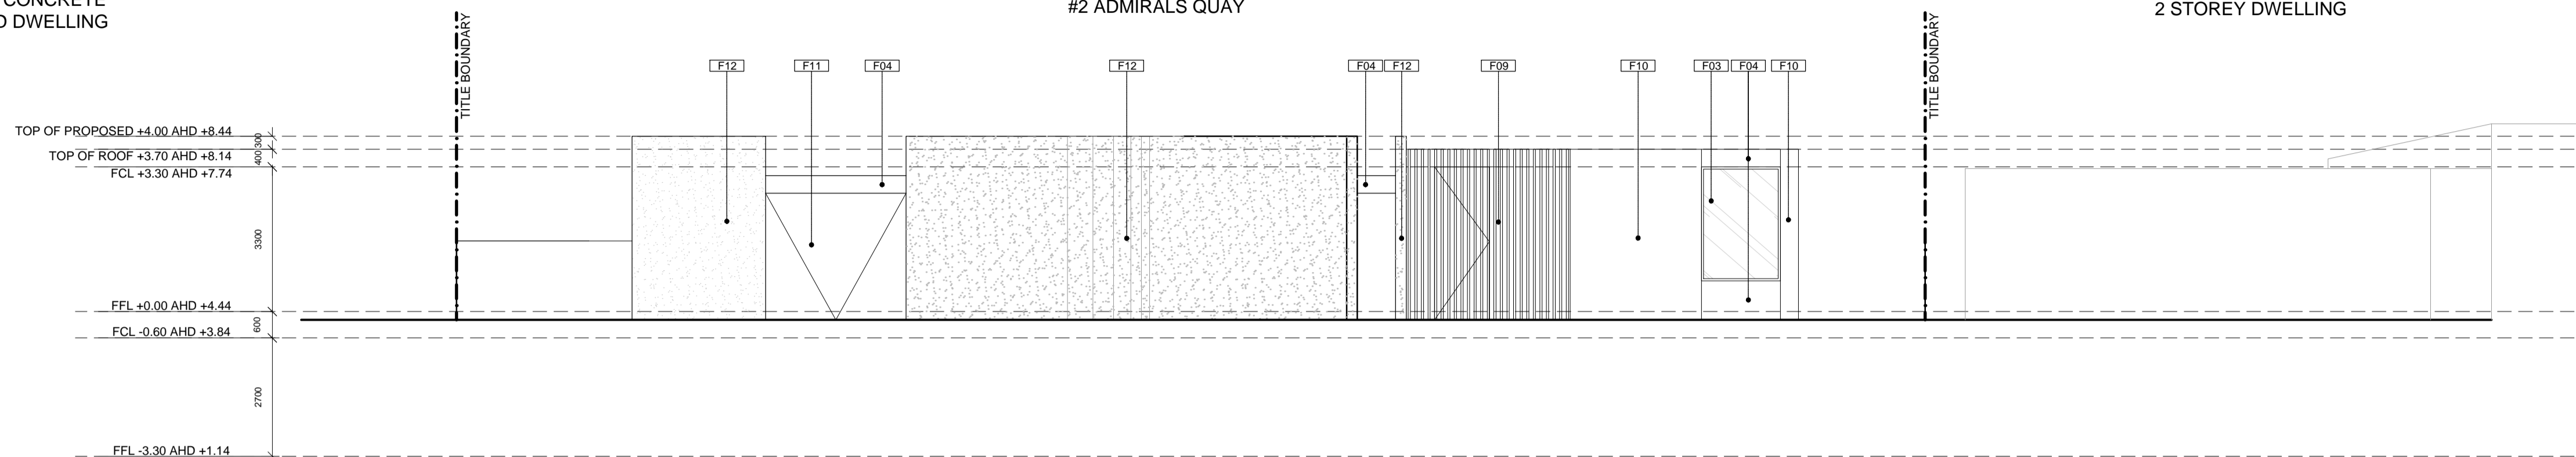 CONCRETE
D DWELLING
#2 ADMIRALS QUAY
2 STOREY DWELLING
TITLE BOUNDARY
TITLE BOUNDARY
F12
F11
F04
F12
F04
F12
F09
F10
F03
F04
F10
TOP OF PROPOSED +4.00 AHD +8.44
300
TOP OF ROOF +3.70 AHD +8.14
400
FCL +3.30 AHD +7.74
3300
FFL +0.00 AHD +4.44
600
FCL -0.60 AHD +3.84
2700
FFL -3.30 AHD +1.14